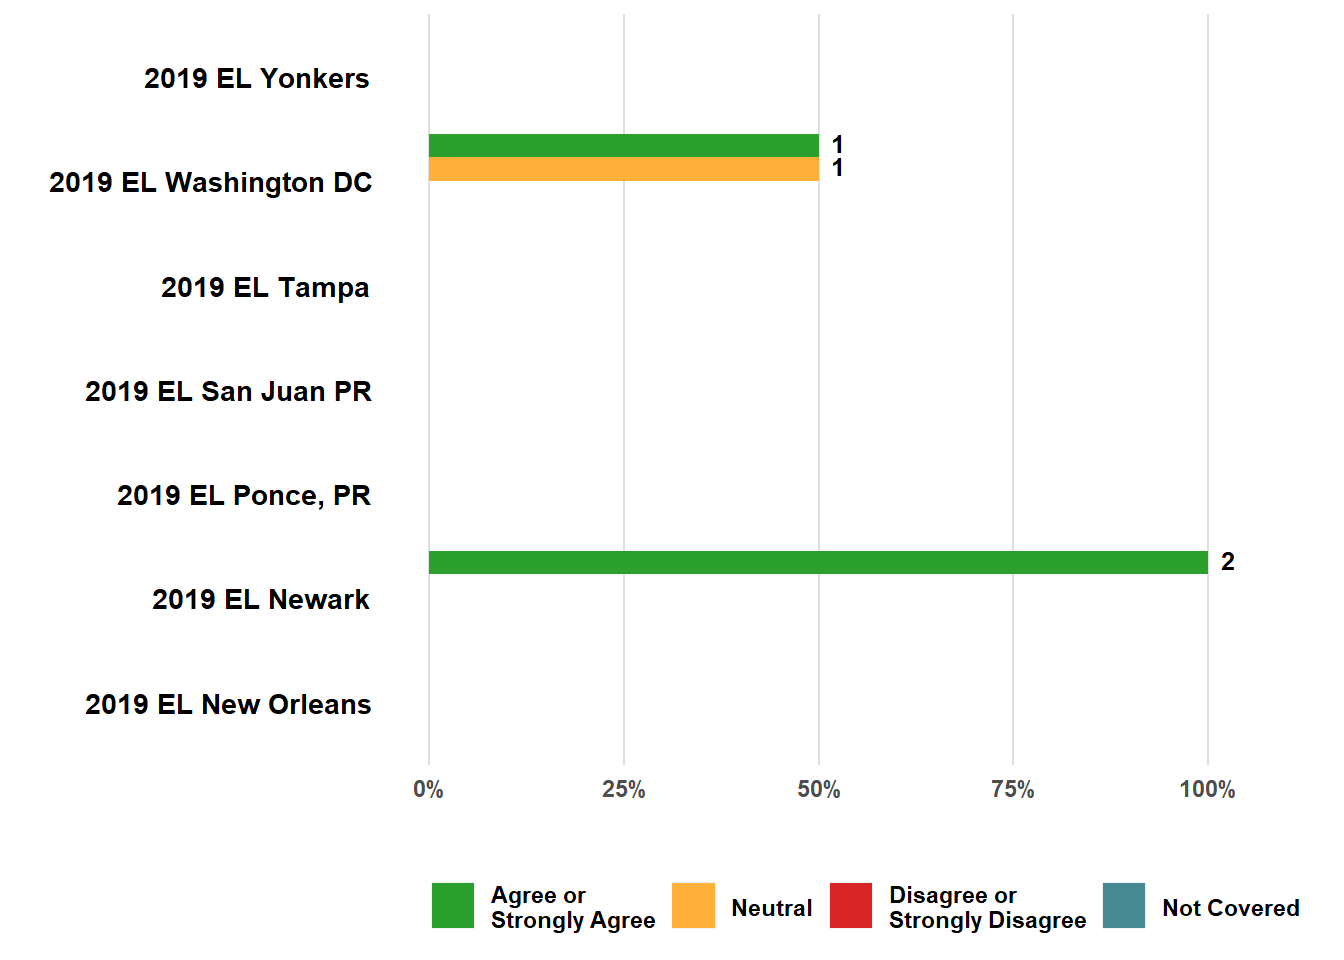 2019 EL Yonkers
1
1
2019 EL Washington DC
2019 EL Tampa
2019 EL San Juan PR
2019 EL Ponce, PR
2
2019 EL Newark
2019 EL New Orleans
0% 25% 50% 75% 100%
Agree or
Strongly Agree
Neutral
Disagree or
Strongly Disagree
Not Covered